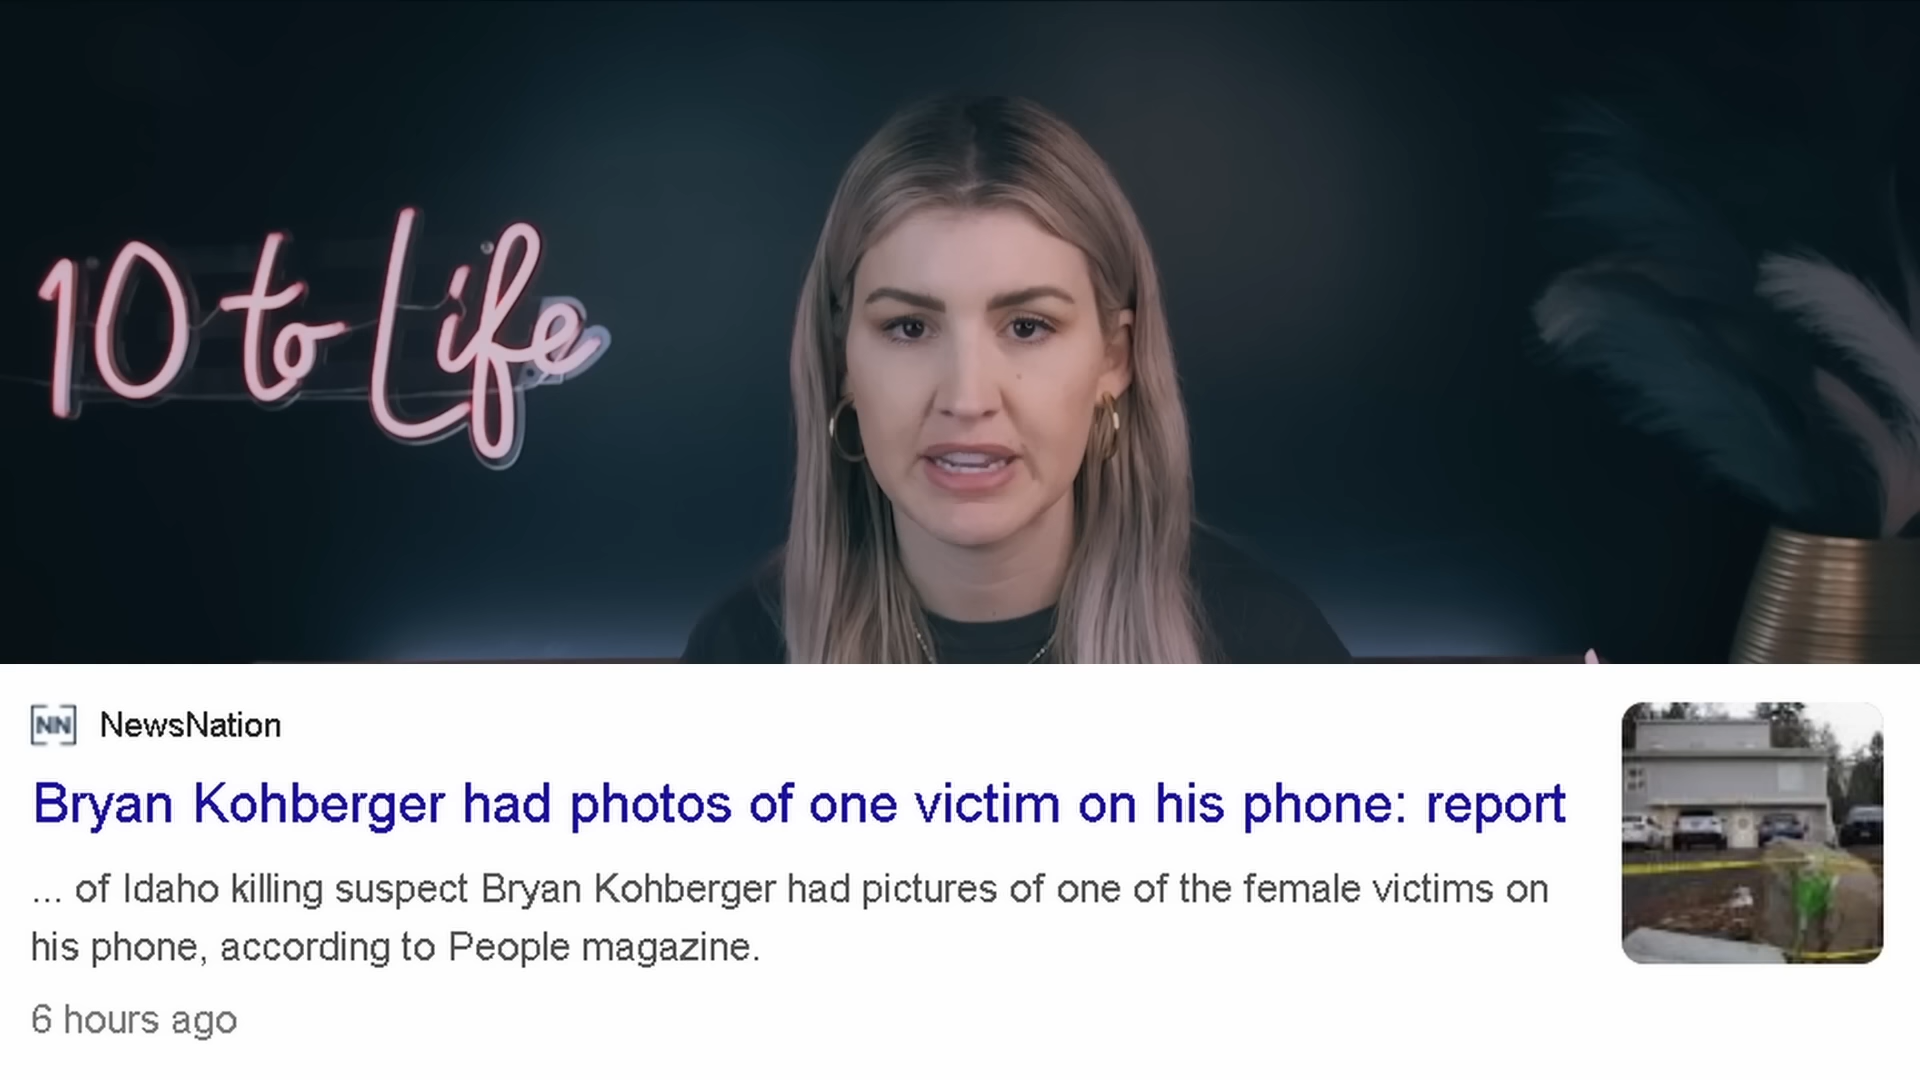 10 to Life
NN NewsNation
Bryan Kohberger had photos of one victim on his phone: report
... of Idaho killing suspect Bryan Kohberger had pictures of one of the female victims on
his phone, according to People magazine.
6 hours ago